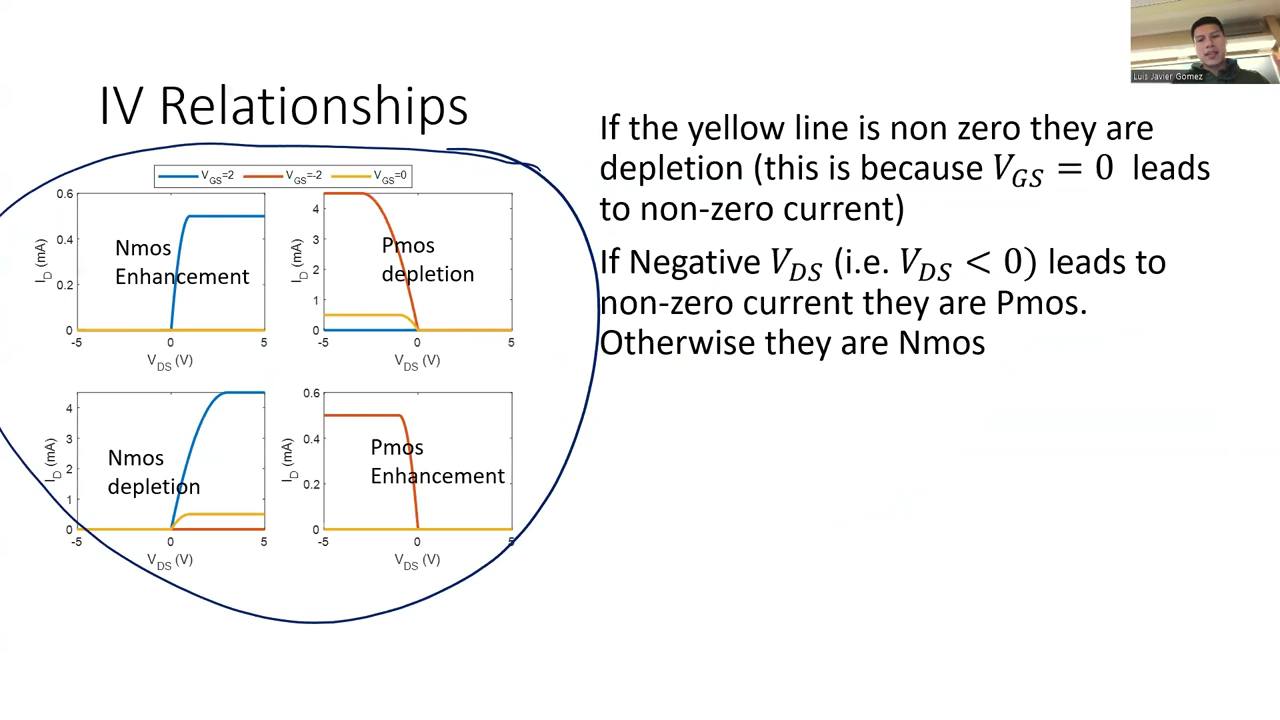 Luis Javier Gomez
IV Relationships
V_GS=2 V_GS=-2 V_GS=0
0.6
0.4
0.2
0
I_D (mA)
Nmos
Enhancement
-5 0 5
V_DS (V)
4
3
2
1
0
I_D (mA)
Pmos
depletion
-5 0 5
V_DS (V)
4
3
2
1
0
I_D (mA)
Nmos
depletion
-5 0 5
V_DS (V)
0.6
0.4
0.2
0
I_D (mA)
Pmos
Enhancement
-5 0 5
V_DS (V)
If the yellow line is non zero they are
depletion (this is because V_GS = 0 leads
to non-zero current)
If Negative V_DS (i.e. V_DS < 0) leads to
non-zero current they are Pmos.
Otherwise they are Nmos